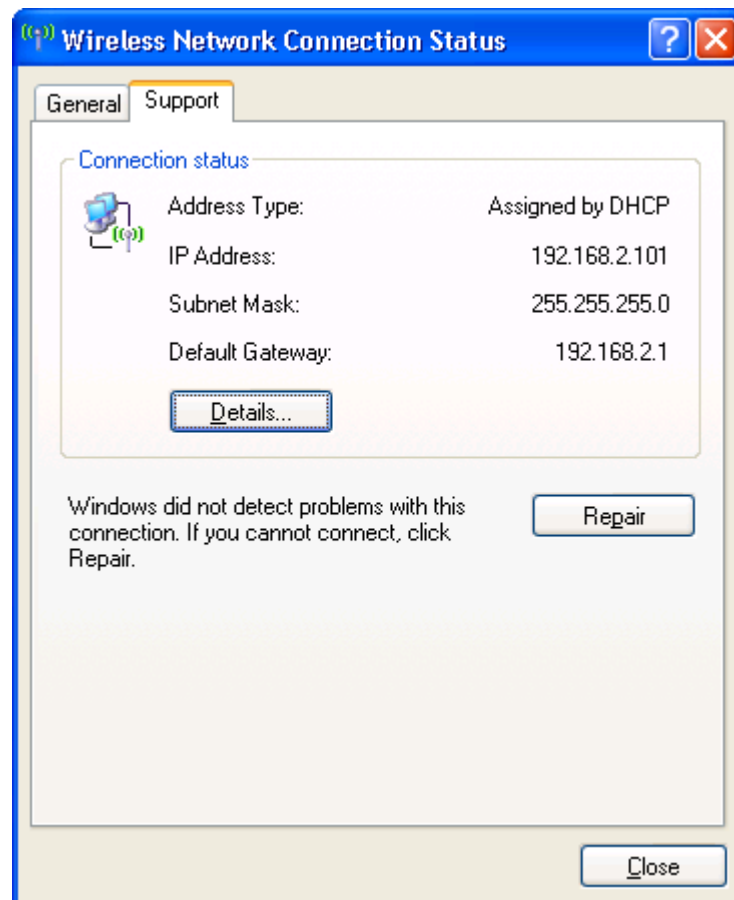 Wireless Network Connection Status
General
Support
Connection status
Address Type: Assigned by DHCP
IP Address: 192.168.2.101
Subnet Mask: 255.255.255.0
Default Gateway: 192.168.2.1
Details...
Windows did not detect problems with this
connection. If you cannot connect, click
Repair.
Repair
Close